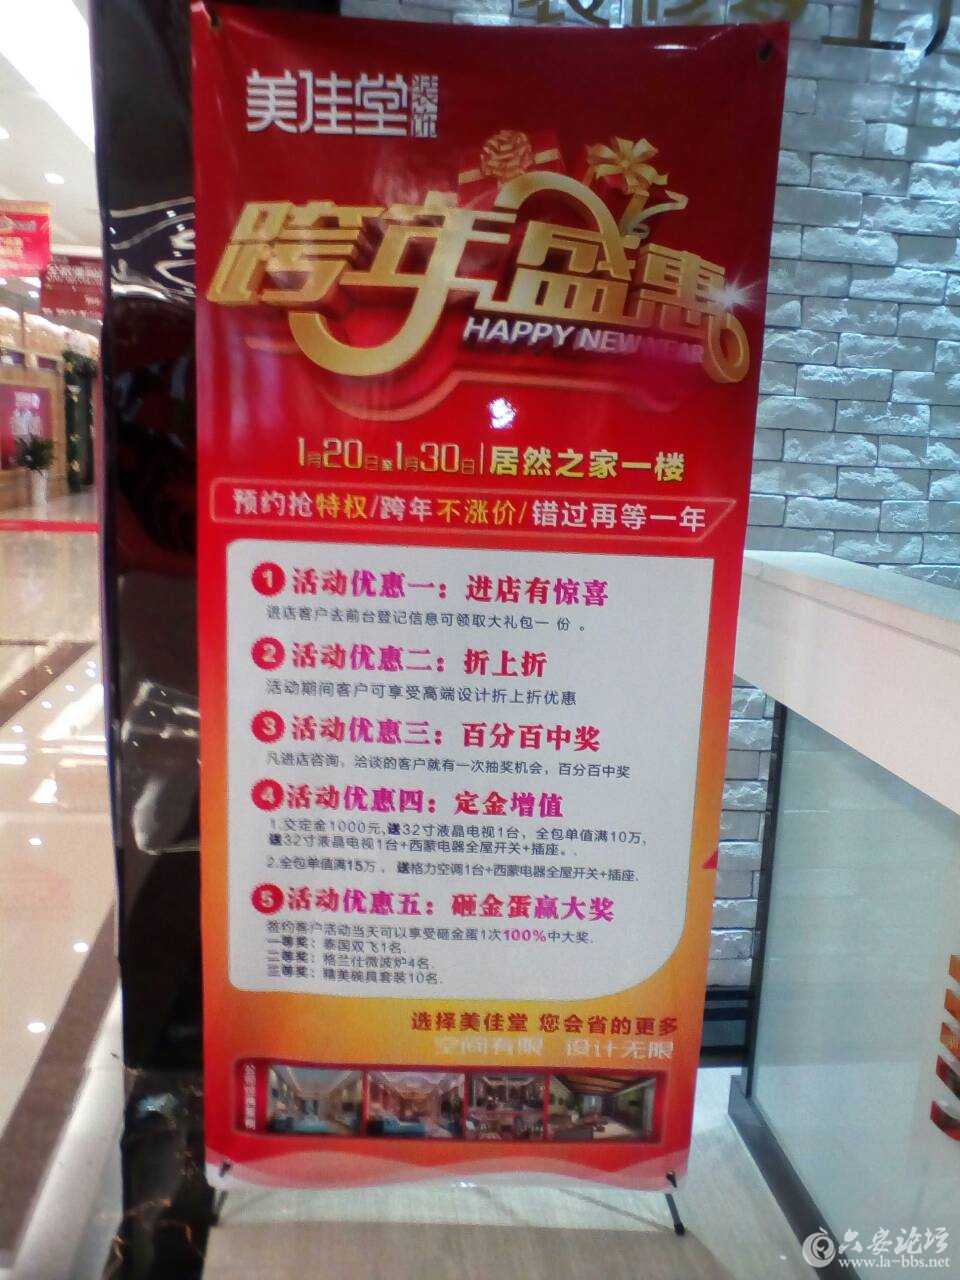 美佳堂装饰
跨年盛惠
HAPPY NEW YEAR
1月20日至1月30日|居然之家一楼
预约抢特权/跨年不涨价/错过再等一年
1 活动优惠一：进店有惊喜
进店客户去前台登记信息可领取大礼包一份 。
2 活动优惠二：折上折
活动期间客户可享受高端设计折上折优惠
3 活动优惠三：百分百中奖
凡进店咨询，洽谈的客户就有一次抽奖机会，百分百中奖
4 活动优惠四：定金增值
1.交定金1000元,送32寸液晶电视1台，全包单值满10万，
送32寸液晶电视1台+西蒙电器全屋开关+插座。.
2.全包单值满15万 ，送格力空调1台+西蒙电器全屋开关+插座.
5 活动优惠五：砸金蛋赢大奖
签约客户活动当天可以享受砸金蛋1次100%中大奖.
一等奖：泰国双飞1名.
二等奖：格兰仕微波炉4名.
三等奖：精美碗具套装10名.
选择美佳堂 您会省的更多
空间有限 设计无限
六安论坛
www.la-bbs.net